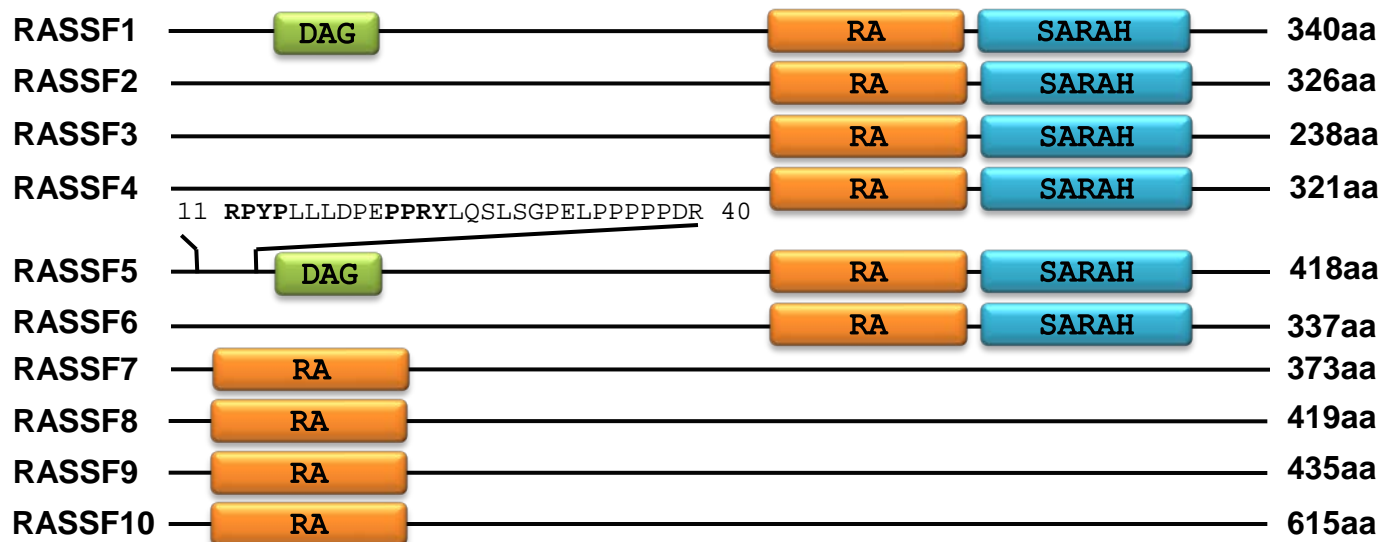 RASSF1 DAG RA SARAH 340aa
RASSF2 RA SARAH 326aa
RASSF3 RA SARAH 238aa
RASSF4 RA SARAH 321aa
11 RPYPLLLDPEPPRYLQSLSGPELPPPPPDR 40
RASSF5 DAG RA SARAH 418aa
RASSF6 RA SARAH 337aa
RASSF7 RA 373aa
RASSF8 RA 419aa
RASSF9 RA 435aa
RASSF10 RA 615aa